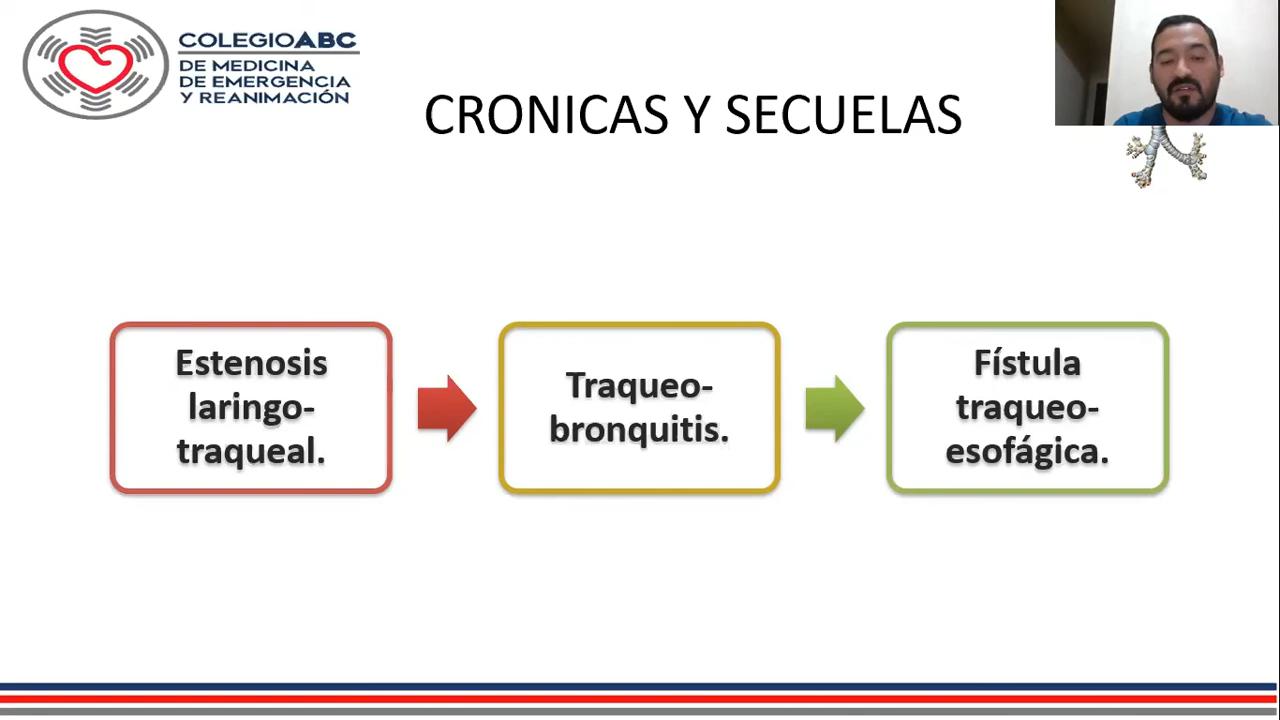 COLEGIOABC
DE MEDICINA
DE EMERGENCIA
Y REANIMACIÓN
CRONICAS Y SECUELAS
Estenosis
laringo-
traqueal.
Traqueo-
bronquitis.
Fístula
traqueo-
esofágica.